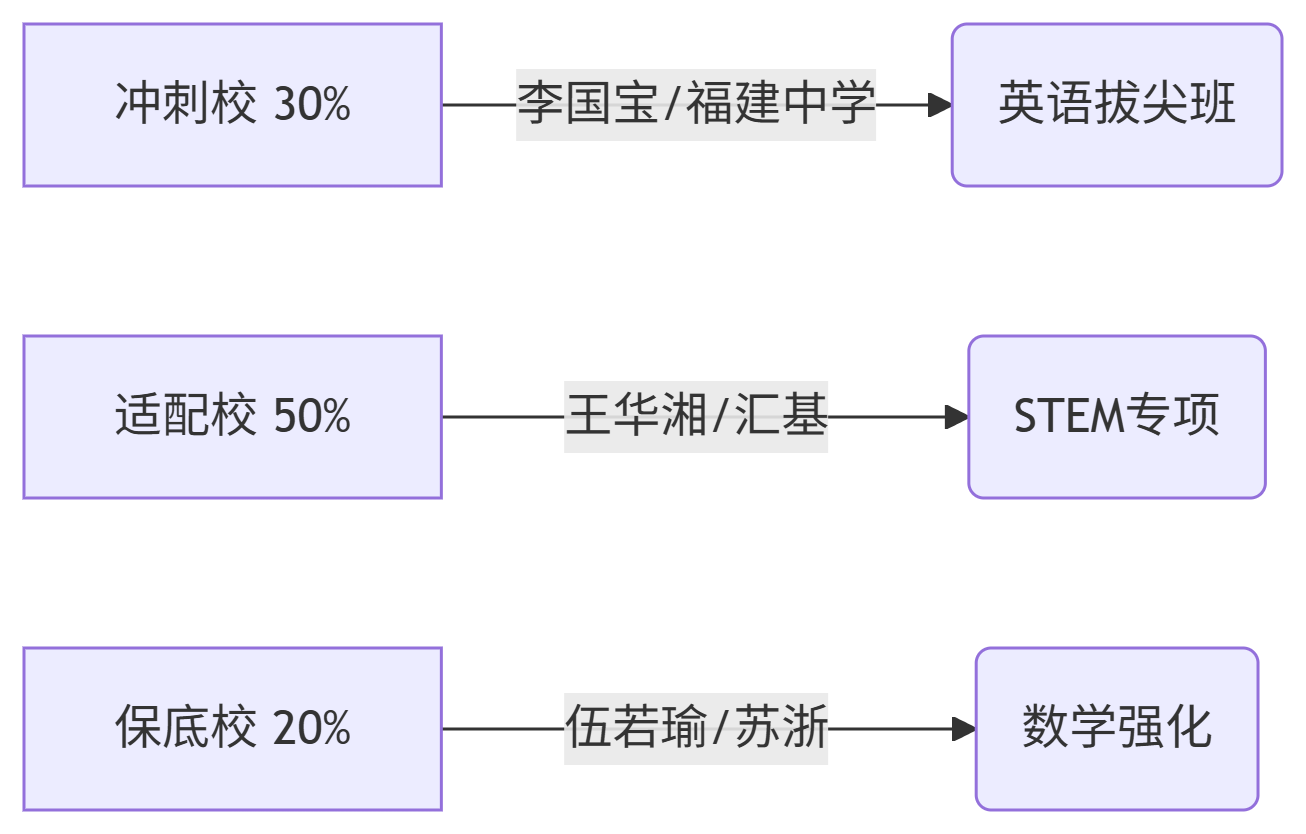 冲刺校 30%
李国宝/福建中学
英语拔尖班
适配校 50%
王华湘/汇基
STEM专项
保底校 20%
伍若瑜/苏浙
数学强化